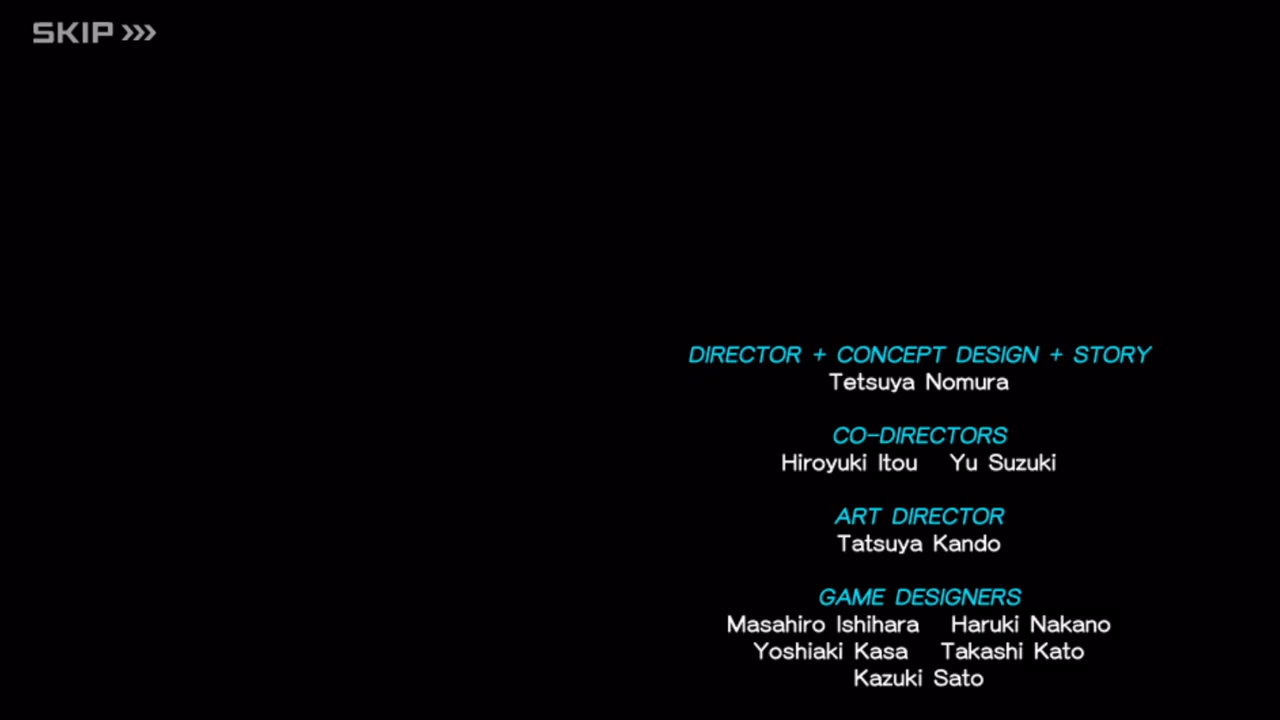 SKIP >>>
DIRECTOR + CONCEPT DESIGN + STORY
Tetsuya Nomura
CO-DIRECTORS
Hiroyuki Itou Yu Suzuki
ART DIRECTOR
Tatsuya Kando
GAME DESIGNERS
Masahiro Ishihara Haruki Nakano
Yoshiaki Kasa Takashi Kato
Kazuki Sato